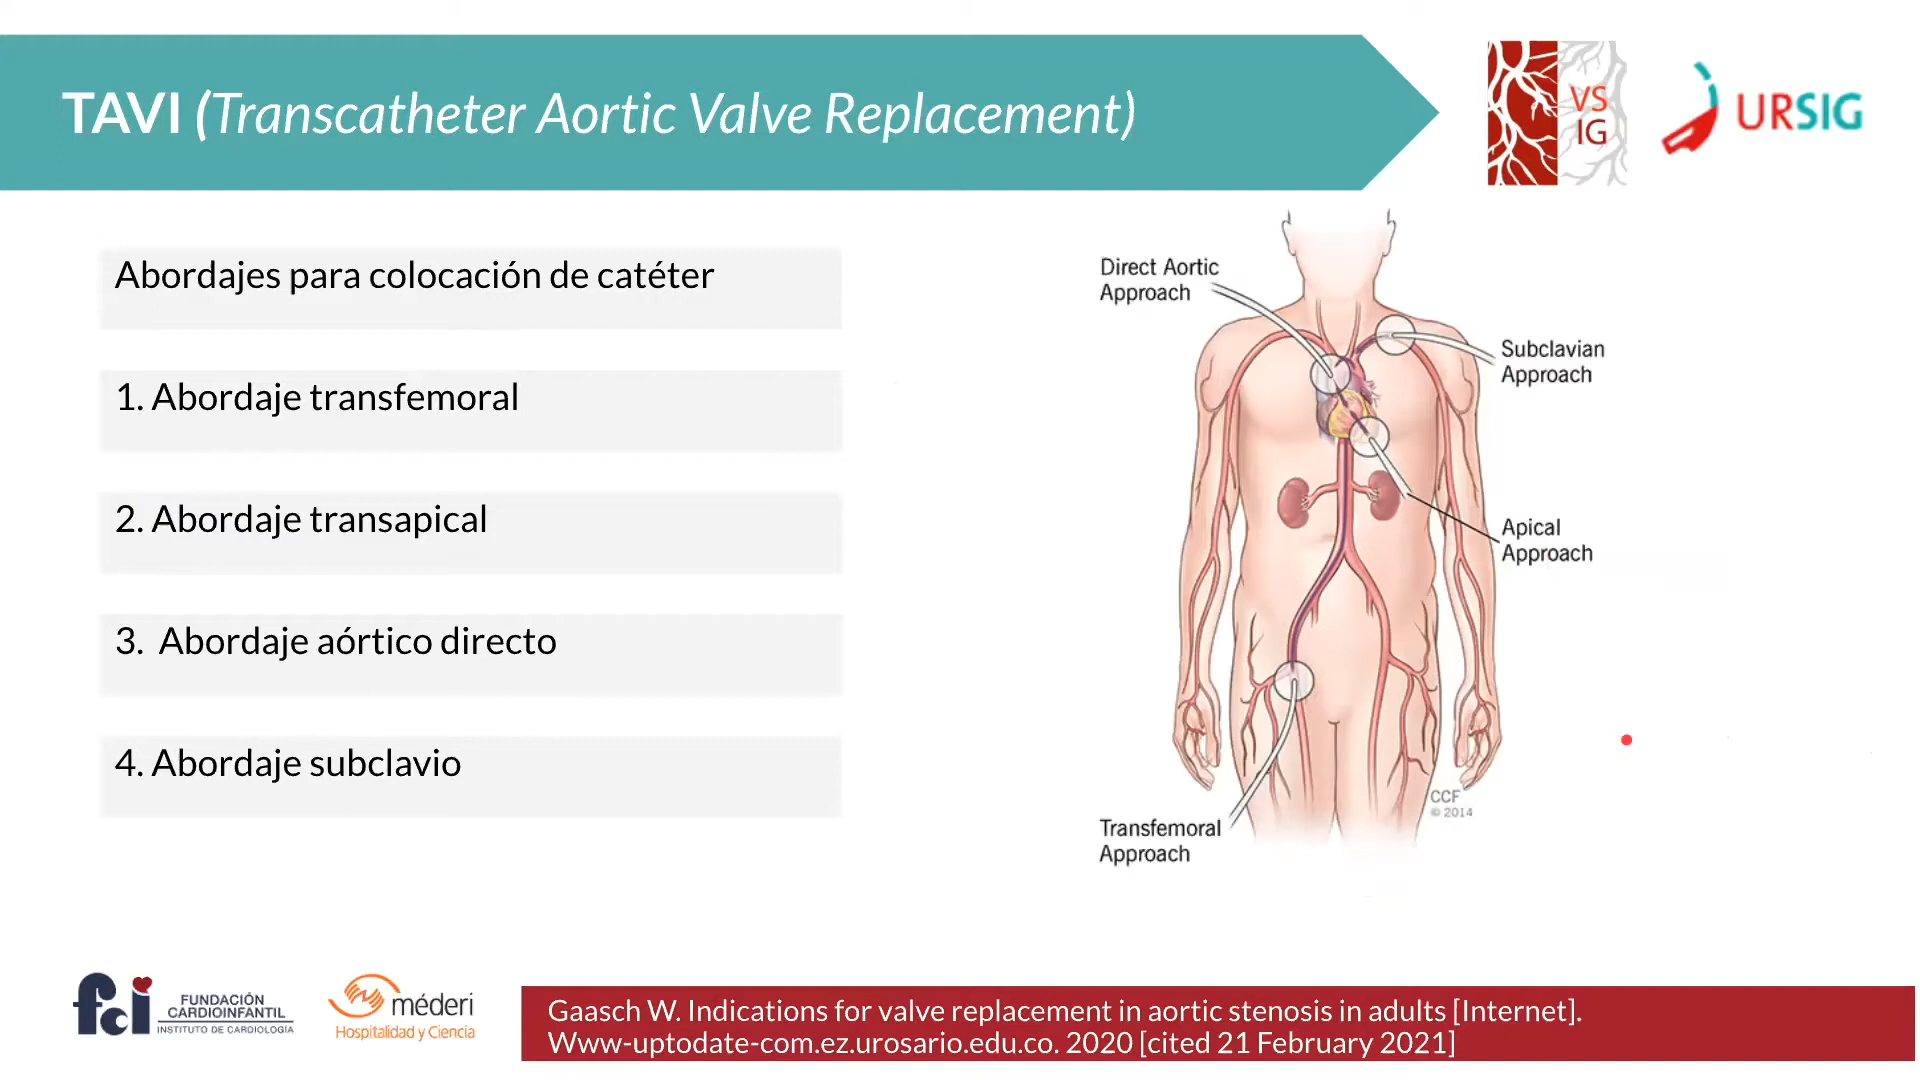 TAVI (Transcatheter Aortic Valve Replacement)
VS
IG
URSIG
Abordajes para colocación de catéter
1. Abordaje transfemoral
2. Abordaje transapical
3. Abordaje aórtico directo
4. Abordaje subclavio
Direct Aortic
Approach
Subclavian
Approach
Apical
Approach
Transfemoral
Approach
CCF
© 2014
fci
FUNDACIÓN
CARDIOINFANTIL
INSTITUTO DE CARDIOLOGÍA
méderi
Hospitalidad y Ciencia
Gaasch W. Indications for valve replacement in aortic stenosis in adults [Internet].
Www-uptodate-com.ez.urosario.edu.co. 2020 [cited 21 February 2021]